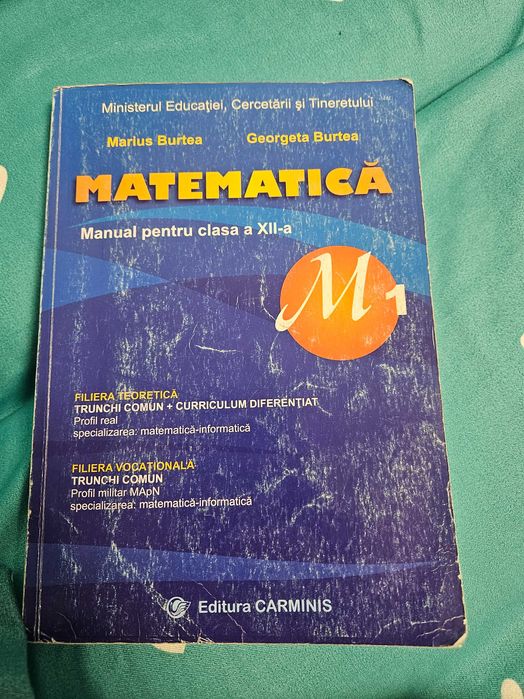 Ministerul Educației, Cercetării și Tineretului
Marius Burtea Georgeta Burtea
MATEMATICĂ
Manual pentru clasa a XII-a
M1
FILIERA TEORETICĂ
TRUNCHI COMUN + CURRICULUM DIFERENȚIAT
Profil real
specializarea: matematică-informatică
FILIERA VOCAȚIONALĂ
TRUNCHI COMUN
Profil militar MApN
specializarea: matematică-informatică
Editura CARMINIS